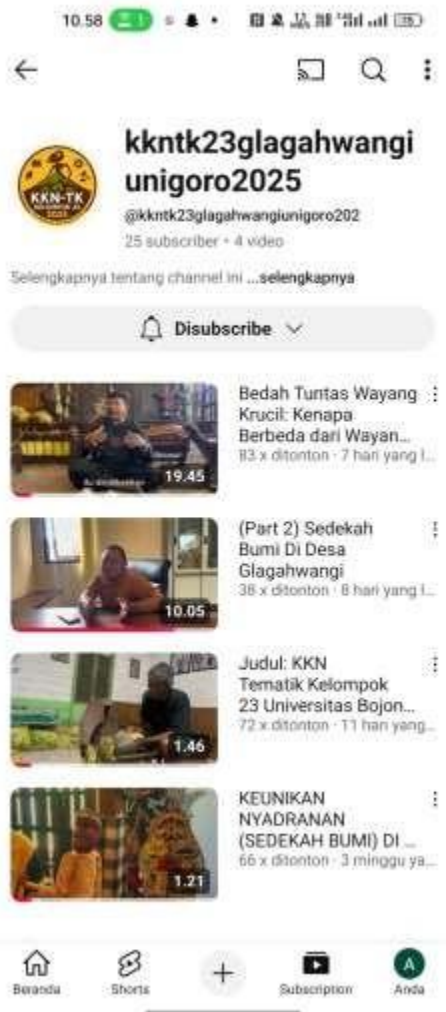 10.58
kkntk23glagahwangi
unigoro2025
@kkntk23glagahwangiunigoro202
25 subscriber • 4 video
Selengkapnya tentang channel ini ...selengkapnya
Disubscribe
Bedah Tuntas Wayang
Krucil: Kenapa
Berbeda dari Wayan...
83 x ditonton · 7 hari yang l...
19.45
(Part 2) Sedekah
Bumi Di Desa
Glagahwangi
38 x ditonton · 8 hari yang l...
10.05
Judul: KKN
Tematik Kelompok
23 Universitas Bojon...
72 x ditonton · 11 hari yang...
1.46
KEUNIKAN
NYADRANAN
(SEDEKAH BUMI) DI ...
66 x ditonton · 3 minggu ya...
1.21
KKN-TK
2025
Beranda
Shorts
Subscription
A
Anda